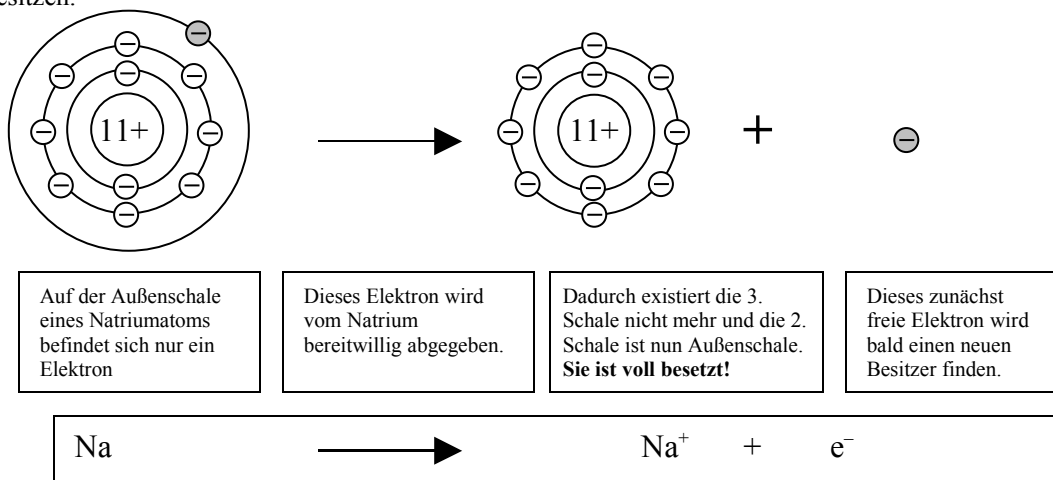 11+
11+
+
Auf der Außenschale
eines Natriumatoms
befindet sich nur ein
Elektron
Dieses Elektron wird
vom Natrium
bereitwillig abgegeben.
Dadurch existiert die 3.
Schale nicht mehr und die 2.
Schale ist nun Außenschale.
Sie ist voll besetzt!
Dieses zunächst
freie Elektron wird
bald einen neuen
Besitzer finden.
Na Na⁺ + e⁻